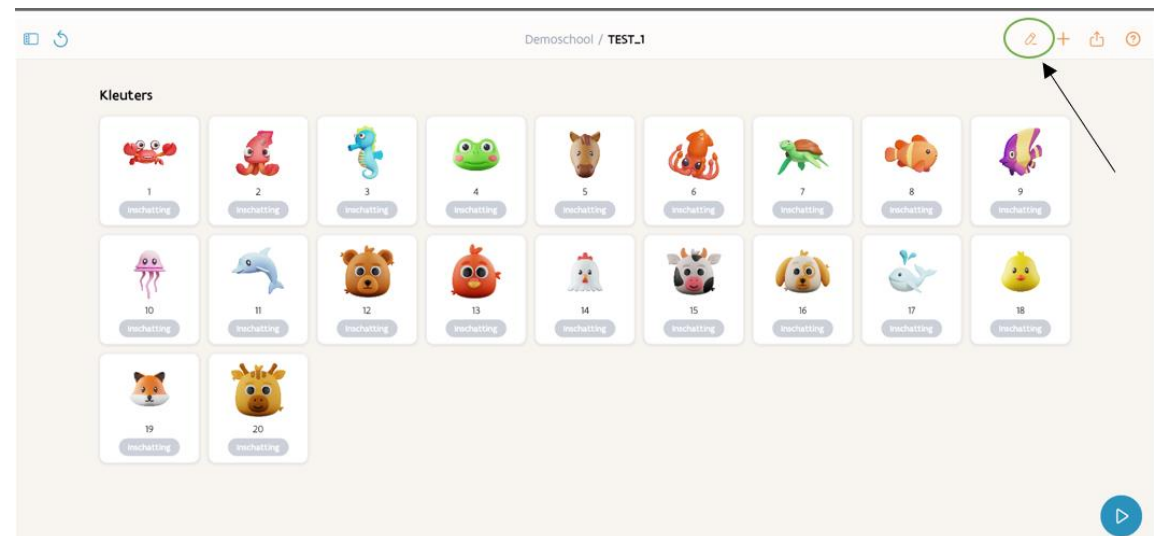 Demoschool / TEST_1
Kleuters
1 2 3 4 5 6 7 8 9
Inschatting Inschatting Inschatting Inschatting Inschatting Inschatting Inschatting Inschatting Inschatting
10 11 12 13 14 15 16 17 18
Inschatting Inschatting Inschatting Inschatting Inschatting Inschatting Inschatting Inschatting Inschatting
19 20
Inschatting Inschatting